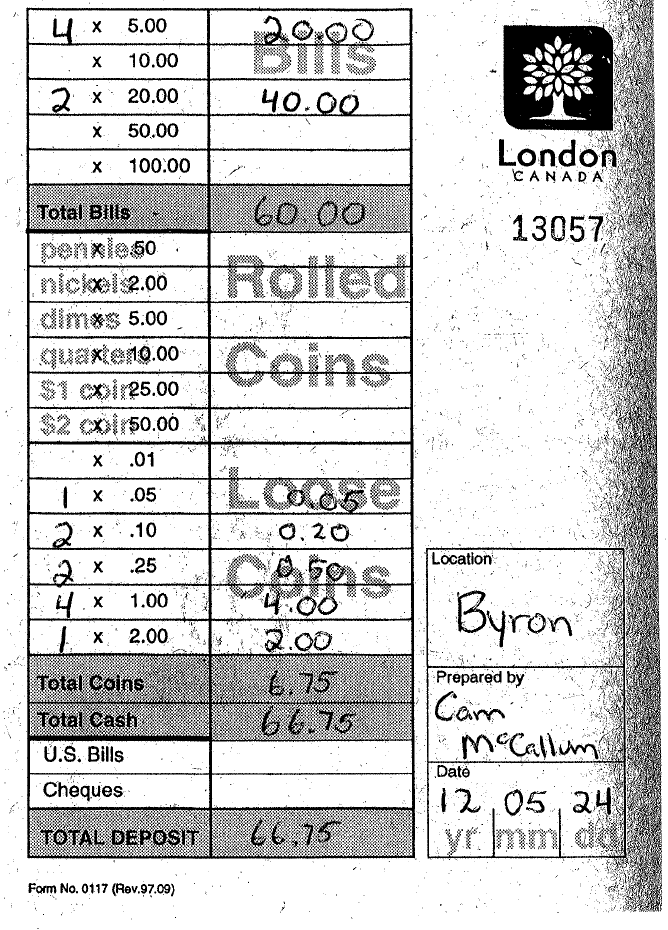 4 x 5.00 20.00
x 10.00
Bills
2 x 20.00 40.00
x 50.00
x 100.00
London
CANADA
Total Bills 60 00
13057
pennies x .50
Rolled
nickels x 2.00
dimes x 5.00
quarters x 10.00
Coins
$1 coin x 25.00
$2 coin x 50.00
x .01
Loose
1 x .05 0.05
2 x .10 0.20
2 x .25 0.50
Coins
4 x 1.00 4.00
1 x 2.00 2.00
Total Coins 6.75
Total Cash 66.75
U.S. Bills
Cheques
TOTAL DEPOSIT 66.75
Location
Byron
Prepared by
Cam
McCallum
Date
12 05 24
yr mm dd
Form No. 0117 (Rev.97.09)